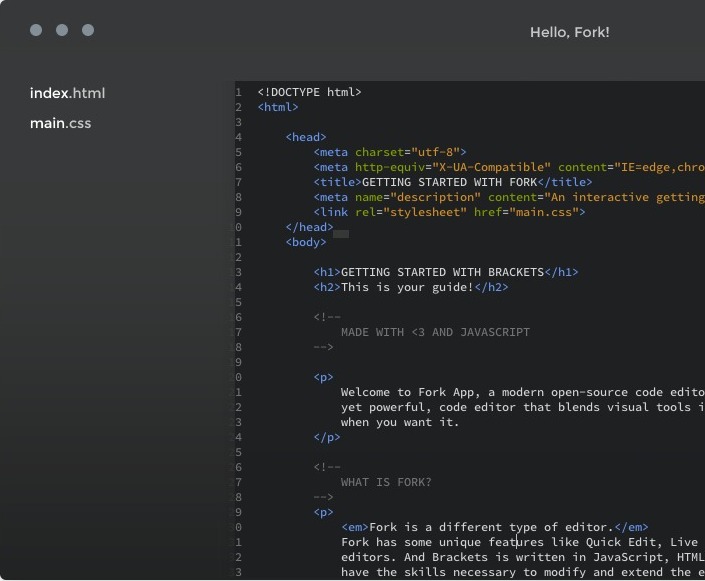 Hello, Fork!
index.html
main.css
1 <!DOCTYPE html>
2 <html>
3
4 <head>
5 <meta charset="utf-8">
6 <meta http-equiv="X-UA-Compatible" content="IE=edge,chro
7 <title>GETTING STARTED WITH FORK</title>
8 <meta name="description" content="An interactive getting
9 <link rel="stylesheet" href="main.css">
0 </head>
1 <body>
2
3 <h1>GETTING STARTED WITH BRACKETS</h1>
4 <h2>This is your guide!</h2>
5
6 <!--
7 MADE WITH <3 AND JAVASCRIPT
8 -->
9
0 <p>
1 Welcome to Fork App, a modern open-source code edito
2 yet powerful, code editor that blends visual tools i
3 when you want it.
4 </p>
5
6 <!--
7 WHAT IS FORK?
8 -->
9 <p>
0 <em>Fork is a different type of editor.</em>
1 Fork has some unique features like Quick Edit, Live
2 editors. And Brackets is written in JavaScript, HTML
3 have the skills necessary to modify and extend the e